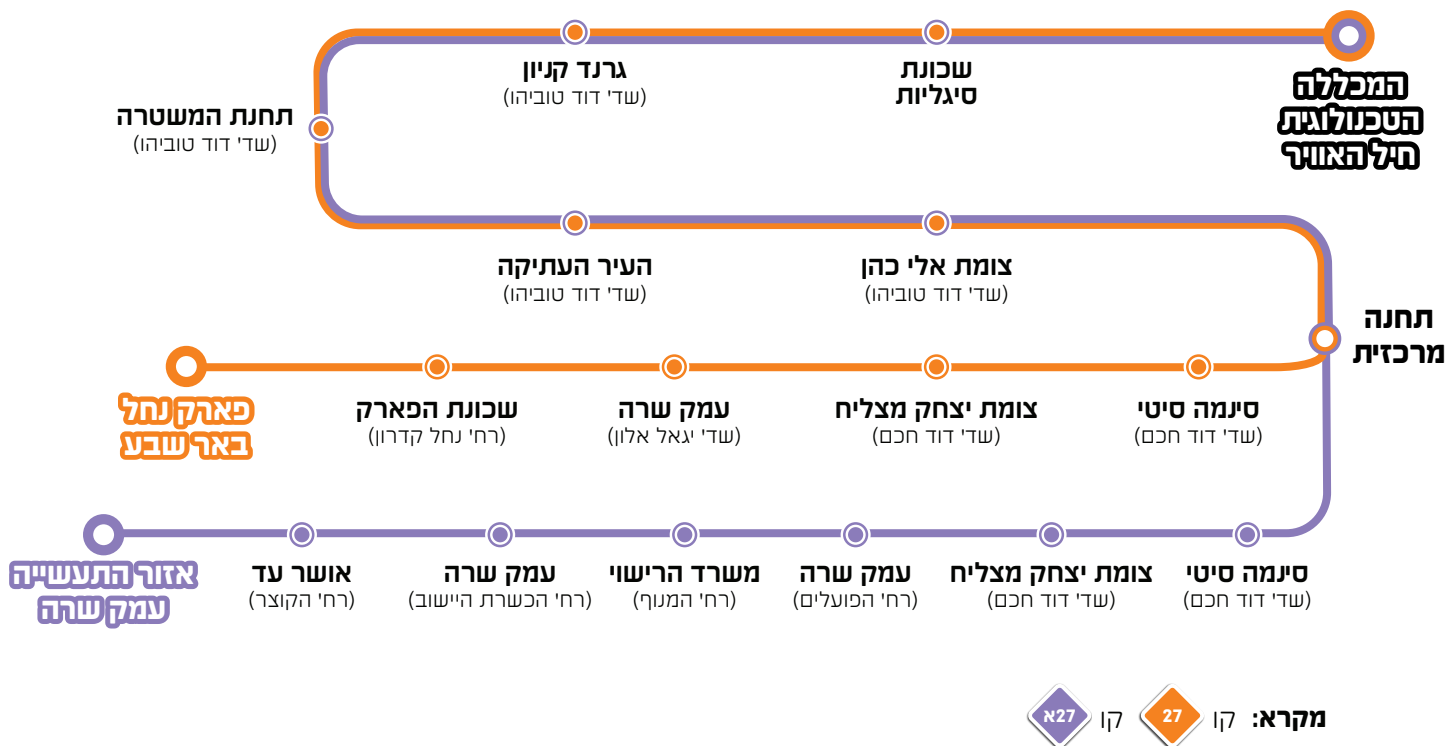 המכללה
הטכנולוגית
חיל האוויר
שכונת
סיגליות
גרנד קניון
(שד' דוד טוביהו)
תחנת המשטרה
(שד' דוד טוביהו)
העיר העתיקה
(שד' דוד טוביהו)
צומת אלי כהן
(שד' דוד טוביהו)
תחנה
מרכזית
סינמה סיטי
(שד' דוד חכם)
צומת יצחק מצליח
(שד' דוד חכם)
עמק שרה
(שד' יגאל אלון)
שכונת הפארק
(רח' נחל קדרון)
פארק נחל
באר שבע
סינמה סיטי
(שד' דוד חכם)
צומת יצחק מצליח
(שד' דוד חכם)
עמק שרה
(רח' הפועלים)
משרד הרישוי
(רח' המנוף)
עמק שרה
(רח' הכשרת היישוב)
אושר עד
(רח' הקוצר)
אזור התעשייה
עמק שרה
מקרא: קו 27 קו 27א